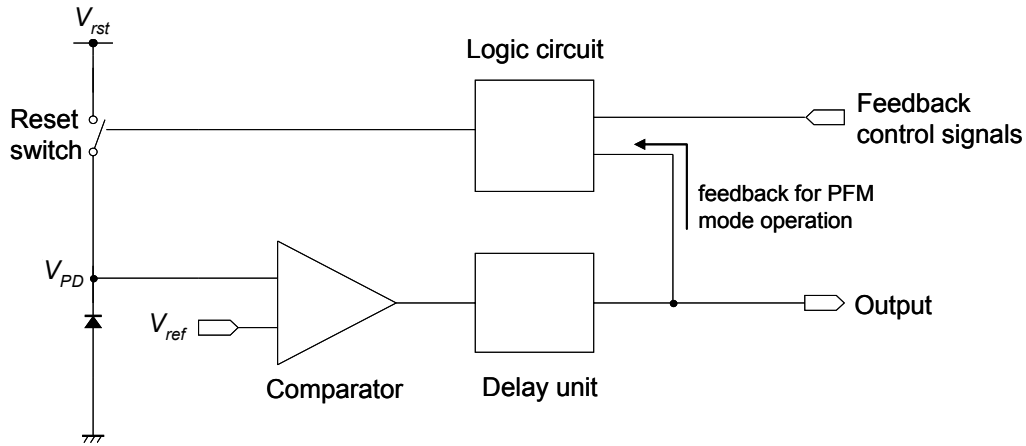 V_rst
Logic circuit
Reset
switch
Feedback
control signals
feedback for PFM
mode operation
V_PD
V_ref
Output
Comparator
Delay unit